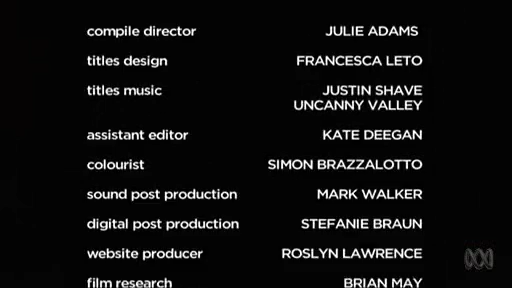 compile director JULIE ADAMS
titles design FRANCESCA LETO
titles music JUSTIN SHAVE
UNCANNY VALLEY
assistant editor KATE DEEGAN
colourist SIMON BRAZZALOTTO
sound post production MARK WALKER
digital post production STEFANIE BRAUN
website producer ROSLYN LAWRENCE
film research BRIAN MAY